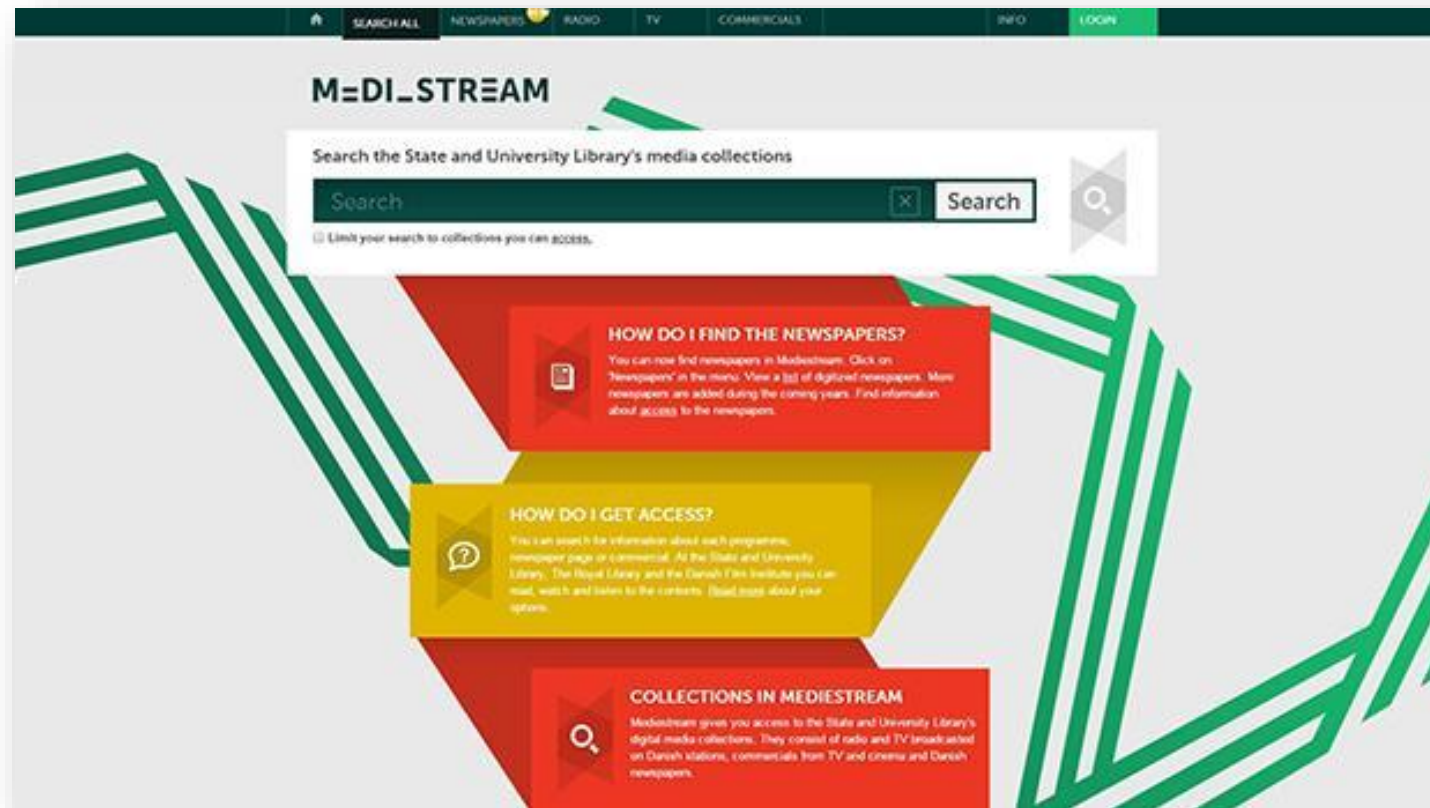 SEARCH ALL NEWSPAPERS RADIO TV COMMERCIALS INFO LOGIN
M=DI_STREAM
Search the State and University Library's media collections
Search Search
Limit your search to collections you can access.
HOW DO I FIND THE NEWSPAPERS?
You can now find newspapers in Mediestream. Click on
'Newspapers' in the menu. View a list of digitized newspapers. More
newspapers are added during the coming years. Find information
about access to the newspapers.
HOW DO I GET ACCESS?
You can search for information about each programme,
newspaper page or commercial. At the State and University
Library, The Royal Library and the Danish Film Institute you can
read, watch and listen to the contents. Read more about your
options.
COLLECTIONS IN MEDIESTREAM
Mediestream gives you access to the State and University Library's
digital media collections. They consist of radio and TV broadcasted
on Danish stations, commercials from TV and cinema and Danish
newspapers.